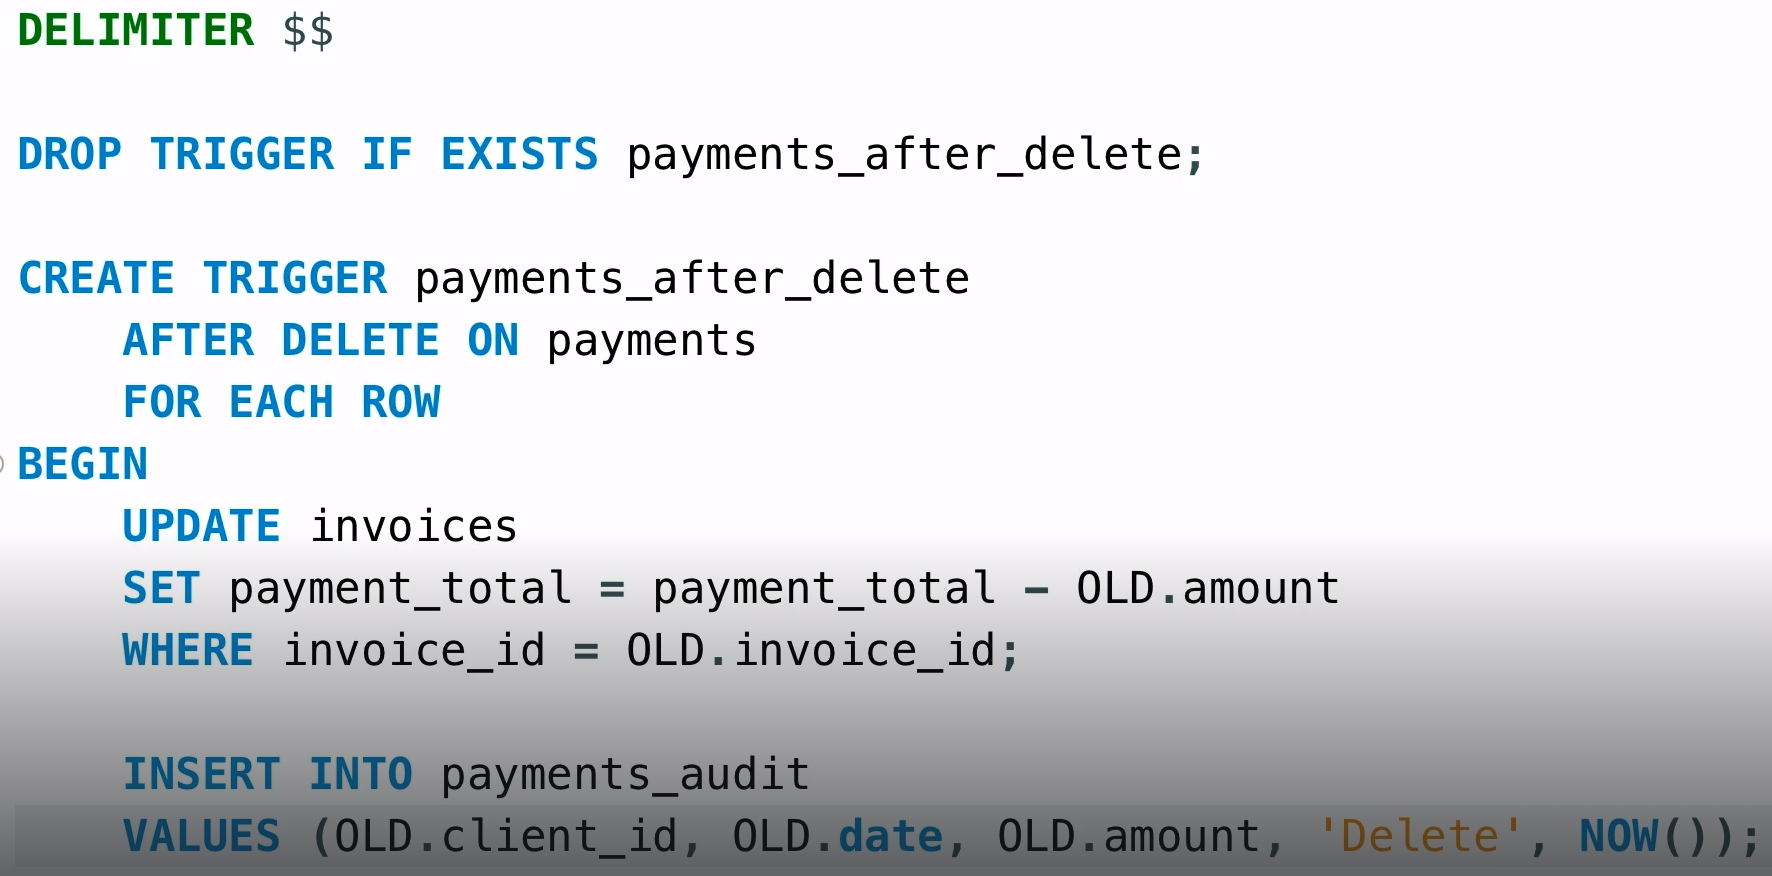 DELIMITER $$
DROP TRIGGER IF EXISTS payments_after_delete;
CREATE TRIGGER payments_after_delete
AFTER DELETE ON payments
FOR EACH ROW
BEGIN
UPDATE invoices
SET payment_total = payment_total - OLD.amount
WHERE invoice_id = OLD.invoice_id;
INSERT INTO payments_audit
VALUES (OLD.client_id, OLD.date, OLD.amount, 'Delete', NOW());